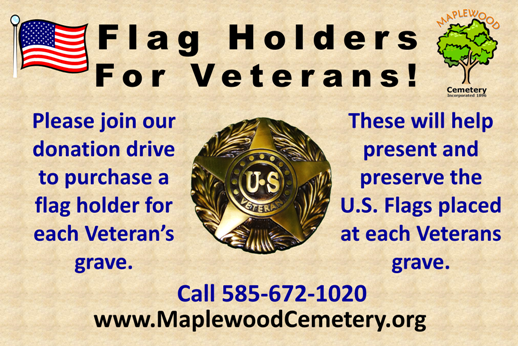 Flag Holders
For Veterans!
MAPLEWOOD
Cemetery
Incorporated 1896
Please join our
donation drive
to purchase a
flag holder for
each Veteran's
grave.
U·S
VETERAN
These will help
present and
preserve the
U.S. Flags placed
at each Veterans
grave.
Call 585-672-1020
www.MaplewoodCemetery.org